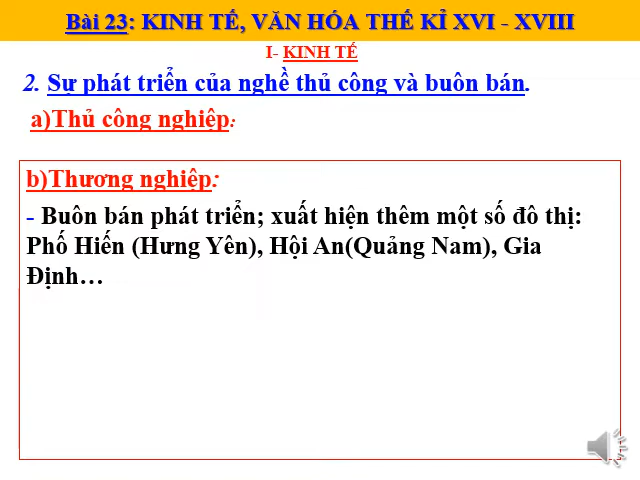 Bài 23: KINH TẾ, VĂN HÓA THẾ KỈ XVI - XVIII
I- KINH TẾ
2. Sự phát triển của nghề thủ công và buôn bán.
a)Thủ công nghiệp:
b)Thương nghiệp:
- Buôn bán phát triển; xuất hiện thêm một số đô thị:
Phố Hiến (Hưng Yên), Hội An(Quảng Nam), Gia
Định…